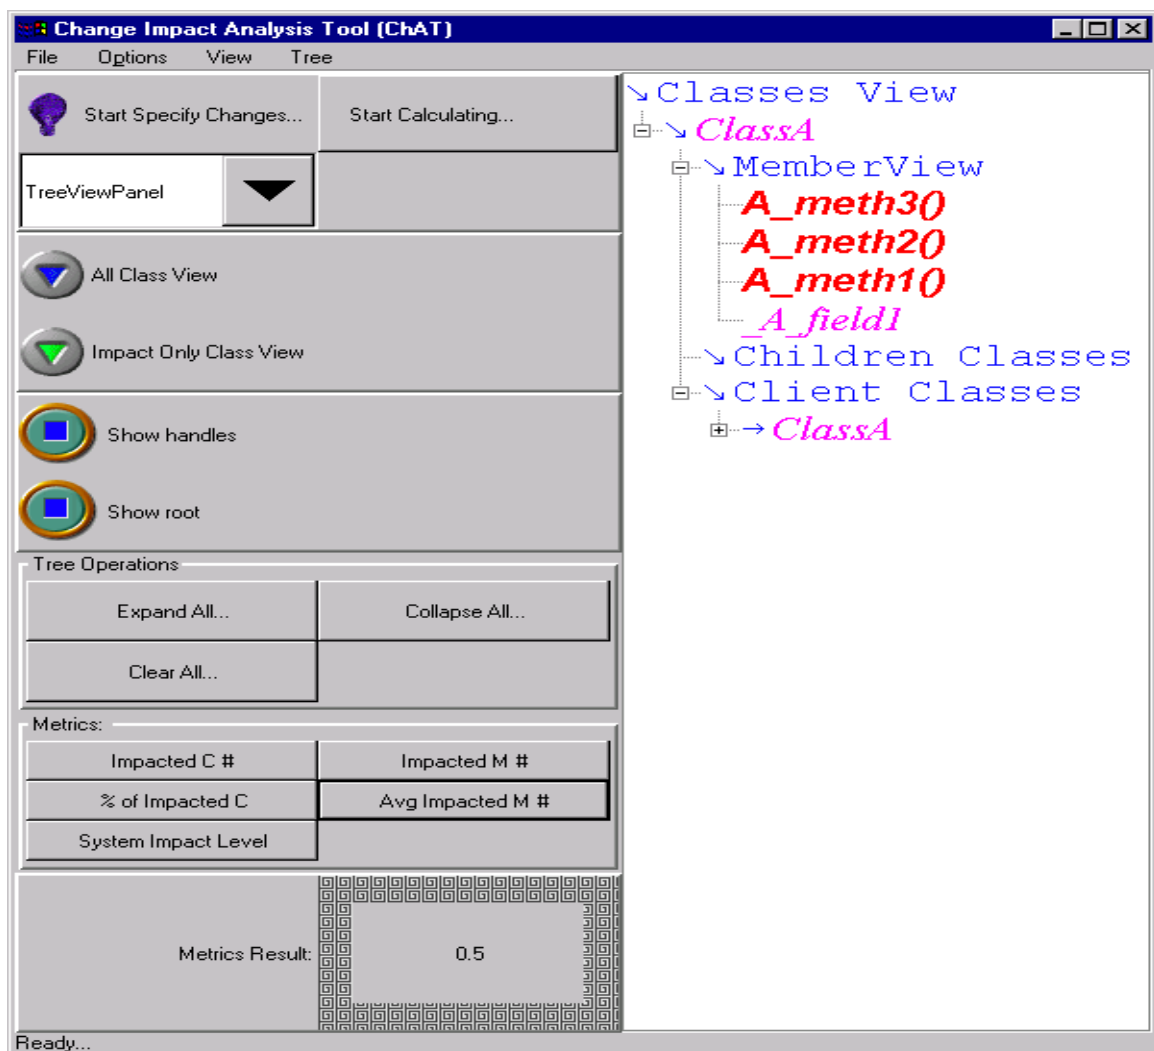 Change Impact Analysis Tool (ChAT)
File Options View Tree
Start Specify Changes... Start Calculating...
TreeViewPanel
All Class View
Impact Only Class View
Show handles
Show root
Tree Operations
Expand All... Collapse All...
Clear All...
Metrics:
Impacted C # Impacted M #
% of Impacted C Avg Impacted M #
System Impact Level
Metrics Result: 0.5
Ready...
Classes View
ClassA
MemberView
A_meth3()
A_meth2()
A_meth1()
_A_field1
Children Classes
Client Classes
ClassA